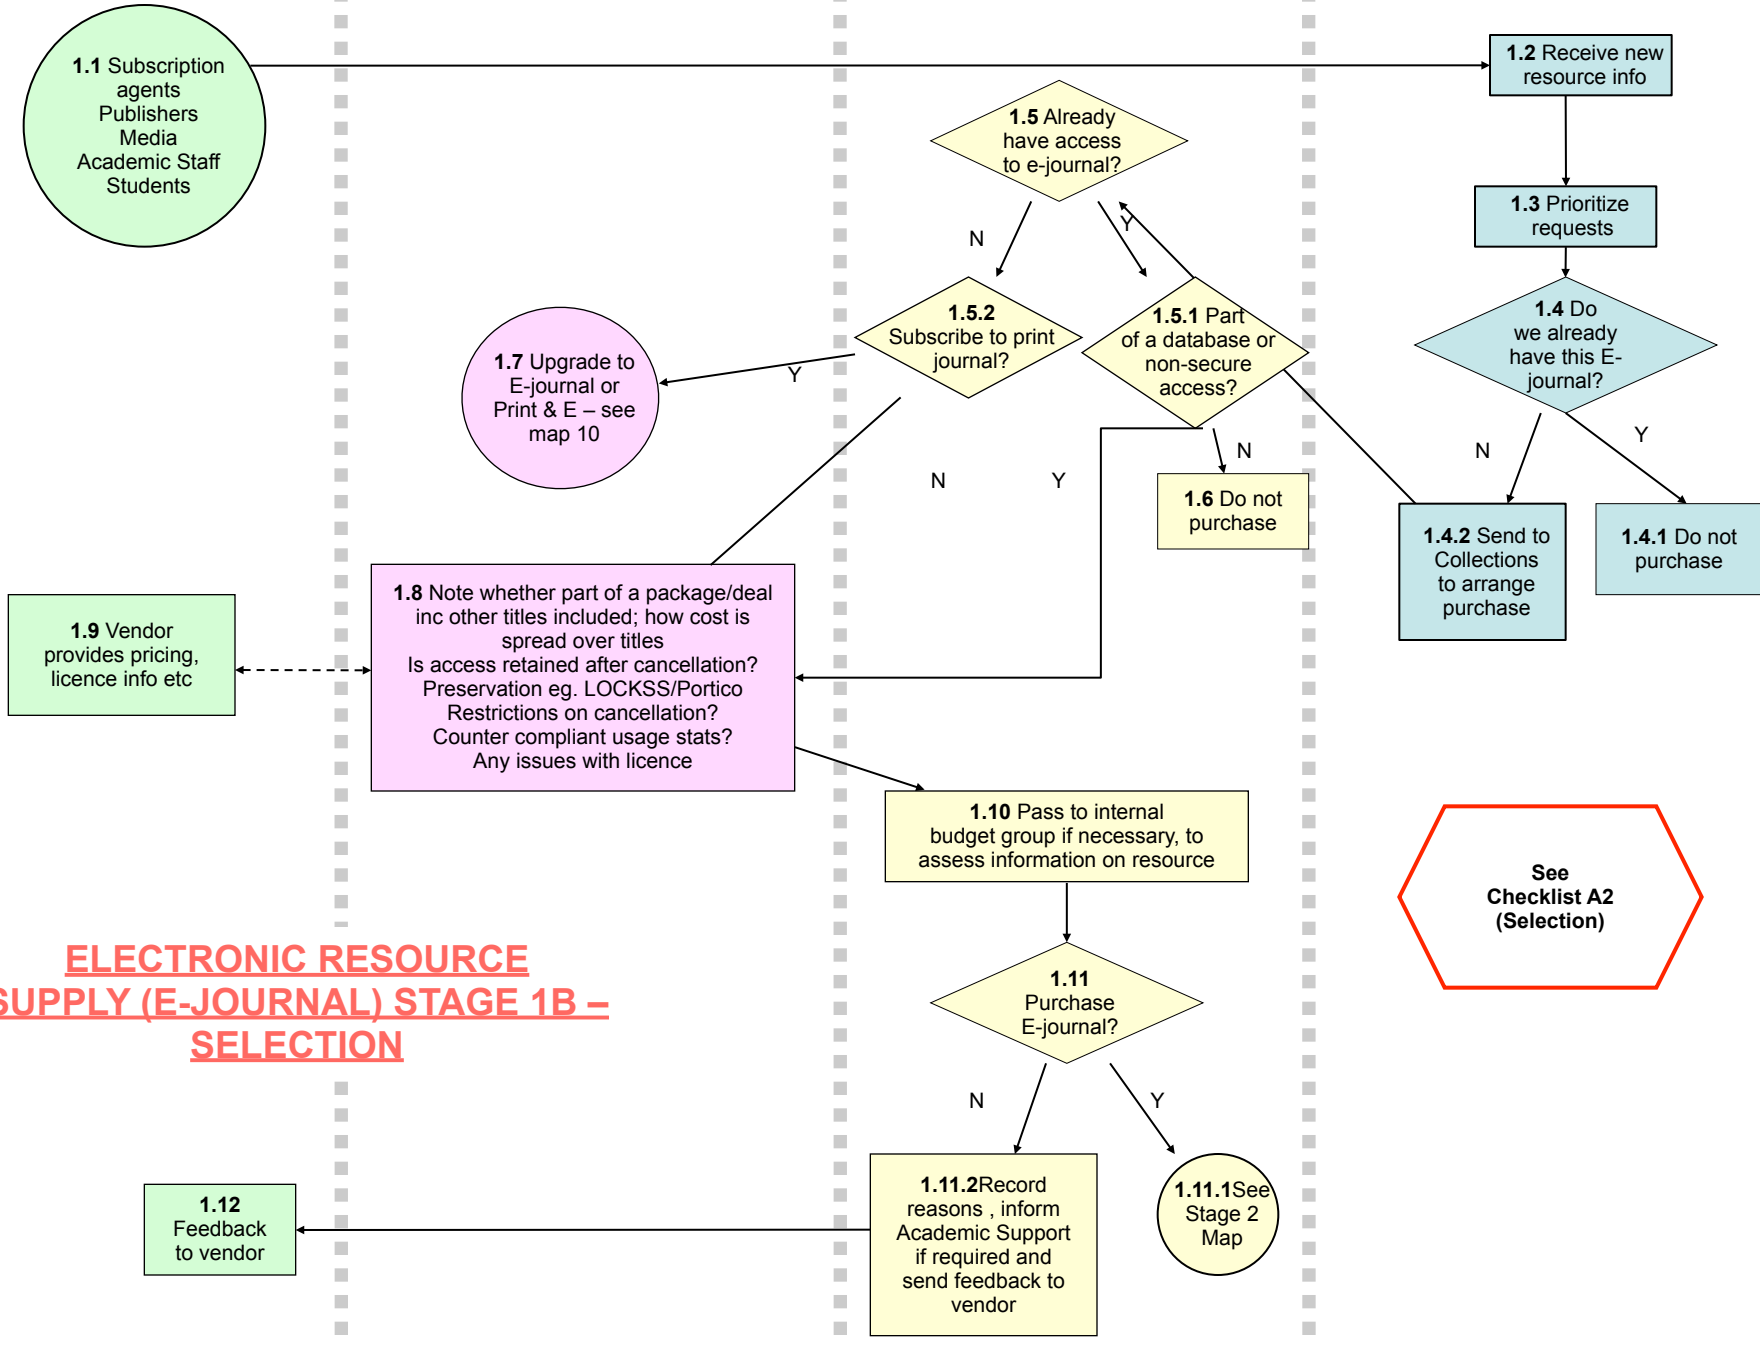 1.1 Subscription
agents
Publishers
Media
Academic Staff
Students
1.2 Receive new
resource info
1.3 Prioritize
requests
1.4 Do
we already
have this E-
journal?
N
Y
1.4.2 Send to
Collections
to arrange
purchase
1.4.1 Do not
purchase
1.5 Already
have access
to e-journal?
N
Y
1.5.2
Subscribe to print
journal?
1.5.1 Part
of a database or
non-secure
access?
Y
N
Y
N
1.6 Do not
purchase
1.7 Upgrade to
E-journal or
Print & E – see
map 10
1.8 Note whether part of a package/deal
inc other titles included; how cost is
spread over titles
Is access retained after cancellation?
Preservation eg. LOCKSS/Portico
Restrictions on cancellation?
Counter compliant usage stats?
Any issues with licence
1.9 Vendor
provides pricing,
licence info etc
1.10 Pass to internal
budget group if necessary, to
assess information on resource
See
Checklist A2
(Selection)
ELECTRONIC RESOURCE
SUPPLY (E-JOURNAL) STAGE 1B –
SELECTION
1.11
Purchase
E-journal?
N
Y
1.11.2Record
reasons , inform
Academic Support
if required and
send feedback to
vendor
1.11.1See
Stage 2
Map
1.12
Feedback
to vendor